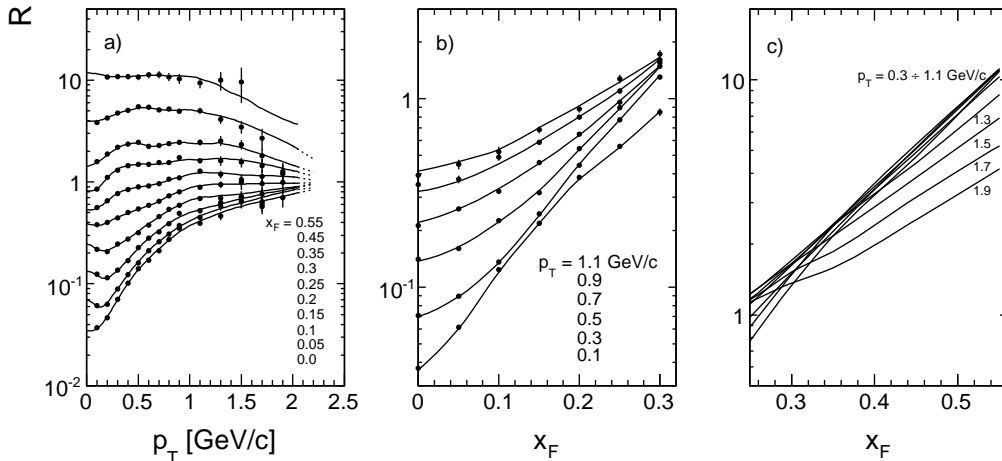 R
a)
10
1
10-1
10-2
x_F = 0.55
0.45
0.35
0.3
0.25
0.2
0.15
0.1
0.05
0.0
0 0.5 1 1.5 2 2.5
p_T [GeV/c]
b)
1
10-1
p_T = 1.1 GeV/c
0.9
0.7
0.5
0.3
0.1
0 0.1 0.2 0.3
x_F
c)
10
1
p_T = 0.3 ÷ 1.1 GeV/c
1.3
1.5
1.7
1.9
0.3 0.4 0.5
x_F